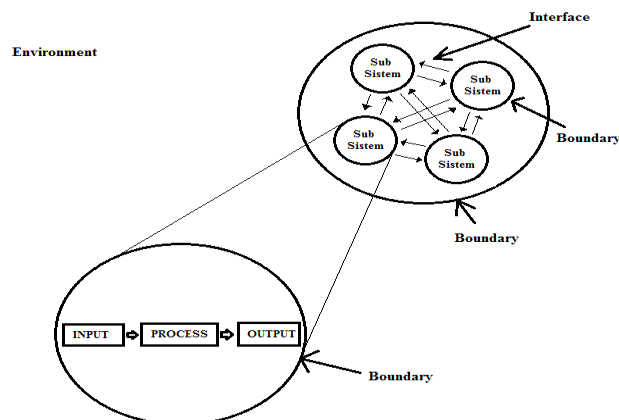 Interface
Environment
Sub
Sistem
Sub
Sistem
Sub
Sistem
Boundary
Sub
Sistem
Boundary
INPUT
PROCESS
OUTPUT
Boundary